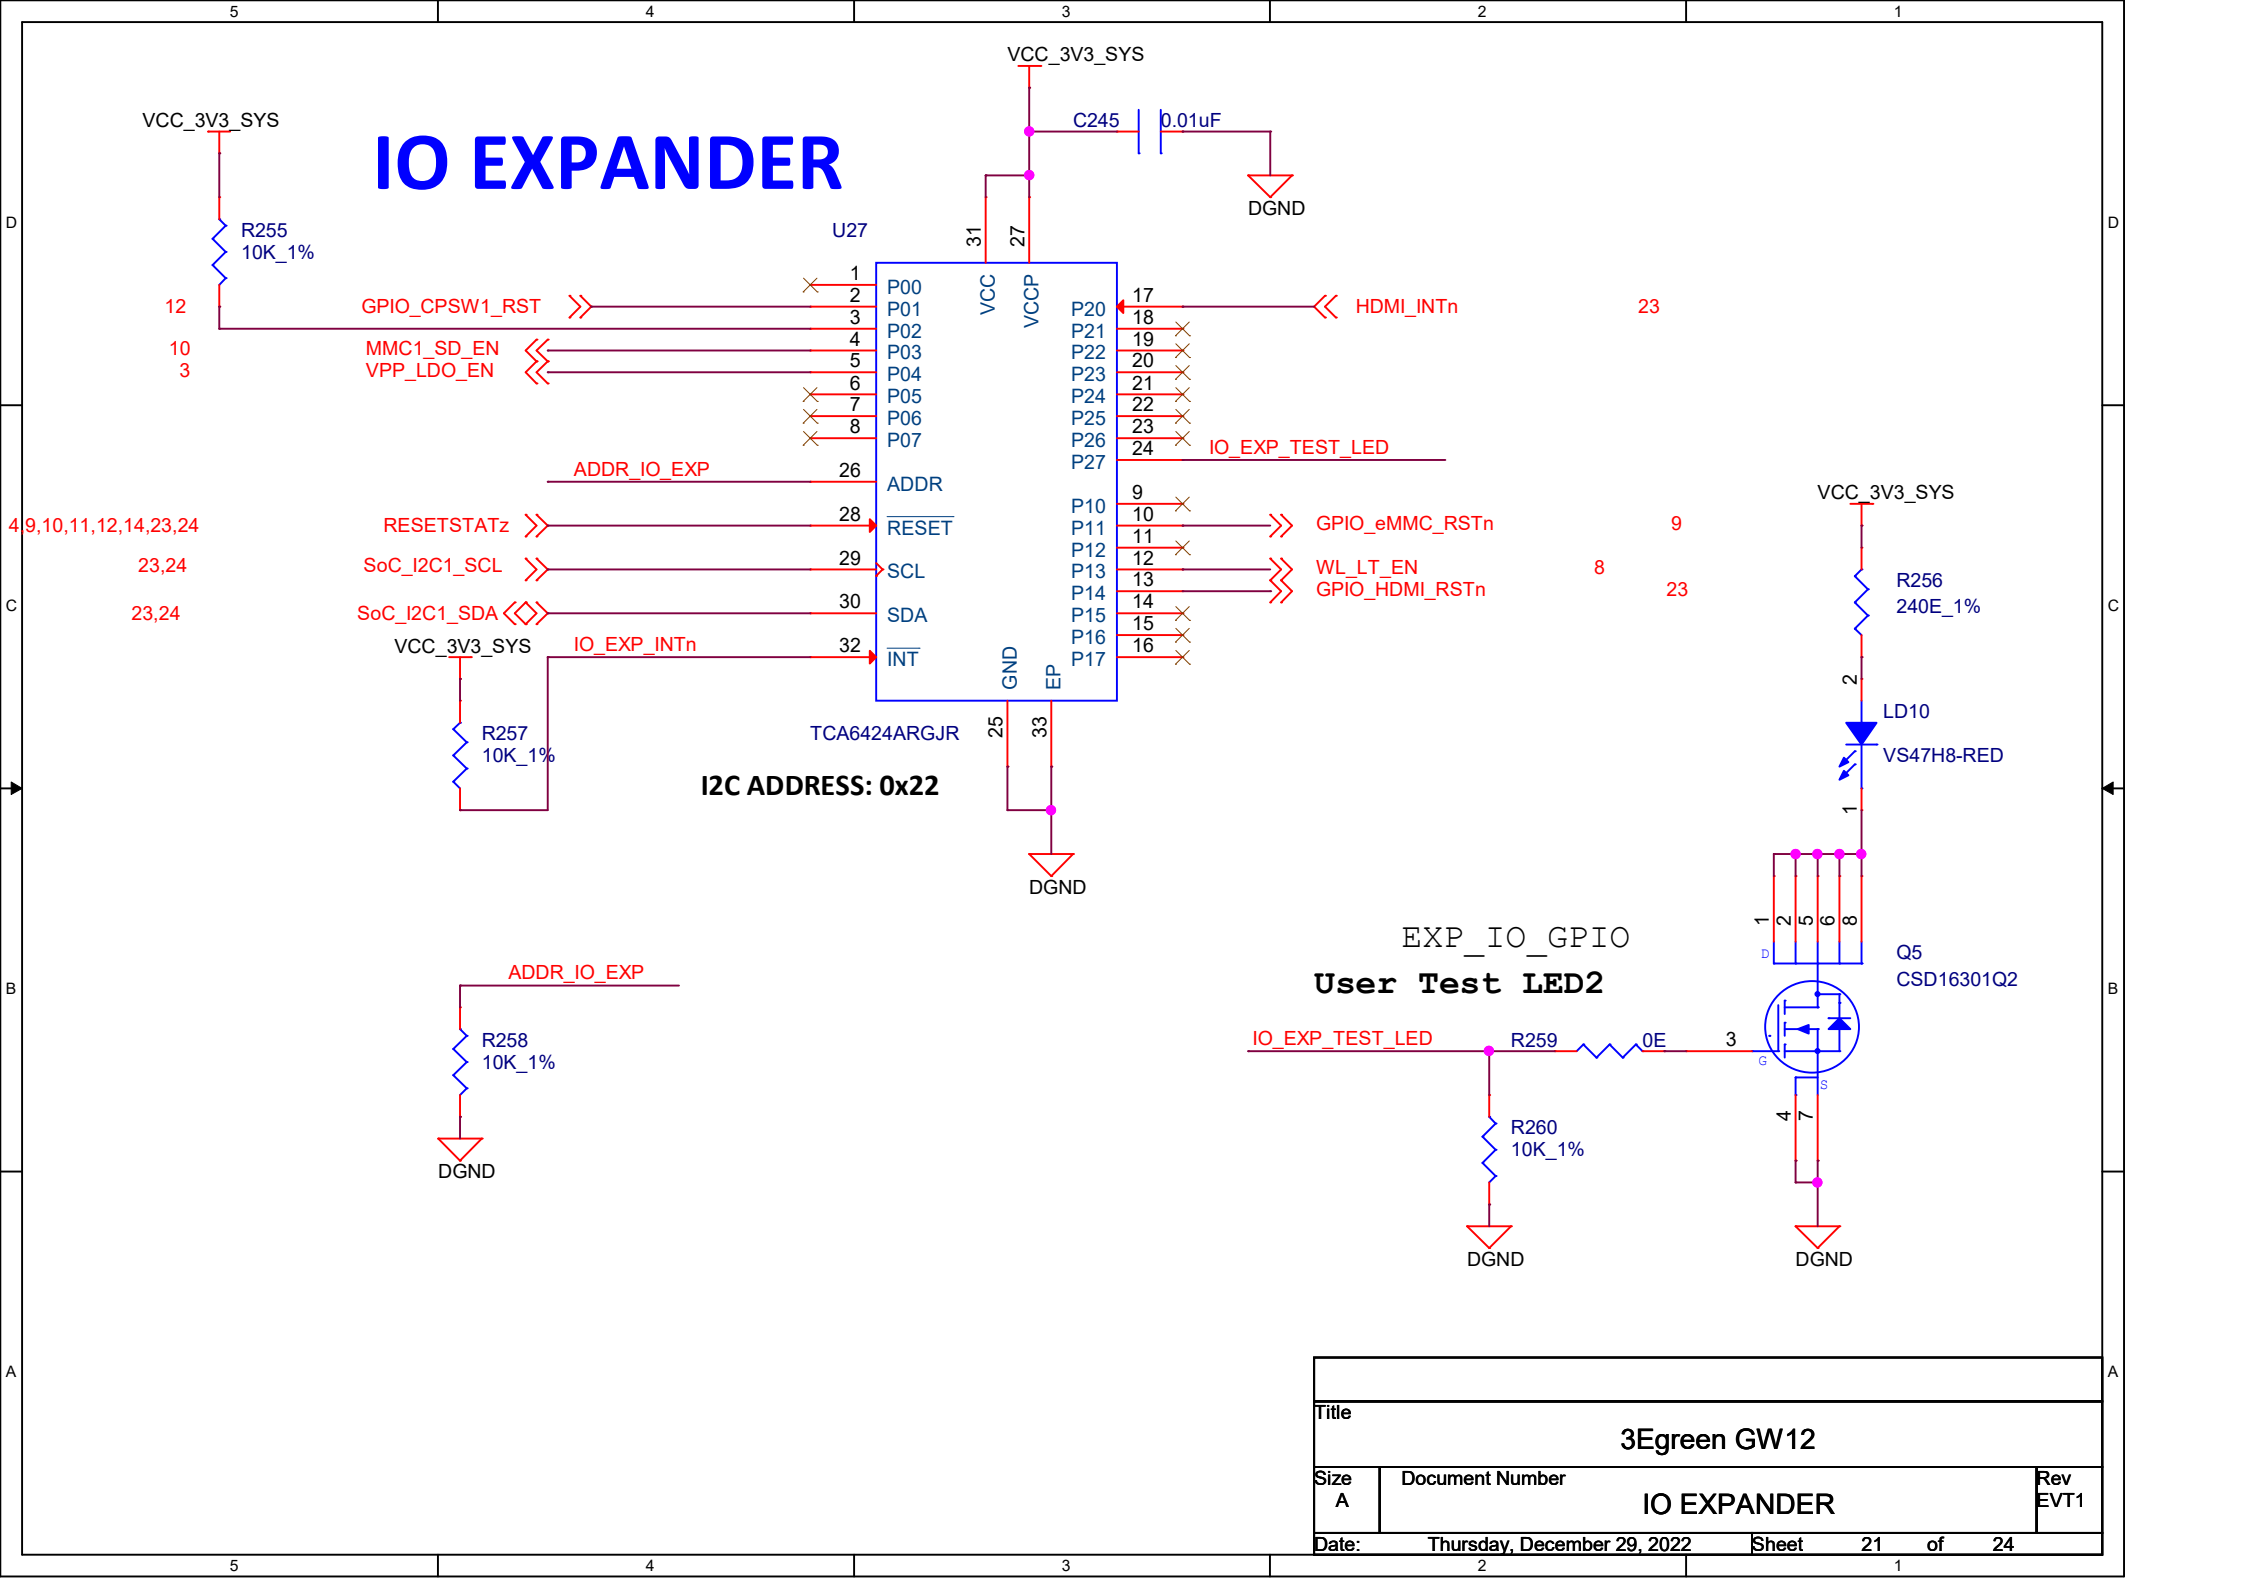 5 4 3 2 1
VCC_3V3_SYS
VCC_3V3_SYS
C245 0.01uF
DGND
IO EXPANDER
R255
10K_1%
U27
31 27
VCC VCCP
D D
1 P00
12 GPIO_CPSW1_RST 2 P01
3 P02
10 MMC1_SD_EN 4 P03
3 VPP_LDO_EN 5 P04
6 P05
7 P06
8 P07
ADDR_IO_EXP 26 ADDR
4,9,10,11,12,14,23,24 RESETSTATz 28 RESET
23,24 SoC_I2C1_SCL 29 SCL
23,24 SoC_I2C1_SDA 30 SDA
VCC_3V3_SYS IO_EXP_INTn 32 INT
P20 17 HDMI_INTn 23
P21 18
P22 19
P23 20
P24 21
P25 22
P26 23
P27 24 IO_EXP_TEST_LED
P10 9
P11 10 GPIO_eMMC_RSTn 9
P12 11
P13 12 WL_LT_EN 8
P14 13 GPIO_HDMI_RSTn 23
P15 14
P16 15
P17 16
C C
GND EP
25 33
R257
10K_1%
TCA6424ARGJR
I2C ADDRESS: 0x22
DGND
VCC_3V3_SYS
R256
240E_1%
2
LD10
VS47H8-RED
1
1 2 5 6 8
D
Q5
CSD16301Q2
EXP_IO_GPIO
User Test LED2
B B
ADDR_IO_EXP
R258
10K_1%
DGND
IO_EXP_TEST_LED R259 0E 3
G
S
4 7
R260
10K_1%
DGND
DGND
A A
Title
3Egreen GW12
Size Document Number Rev
A IO EXPANDER EVT1
Date: Thursday, December 29, 2022 Sheet 21 of 24
5 4 3 2 1